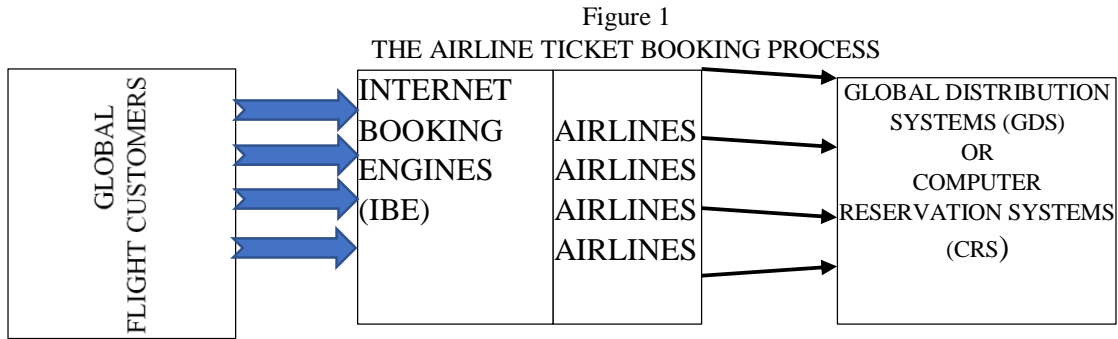 Figure 1
THE AIRLINE TICKET BOOKING PROCESS
GLOBAL
FLIGHT CUSTOMERS
INTERNET
BOOKING
ENGINES
(IBE)
AIRLINES
AIRLINES
AIRLINES
AIRLINES
GLOBAL DISTRIBUTION
SYSTEMS (GDS)
OR
COMPUTER
RESERVATION SYSTEMS
(CRS)